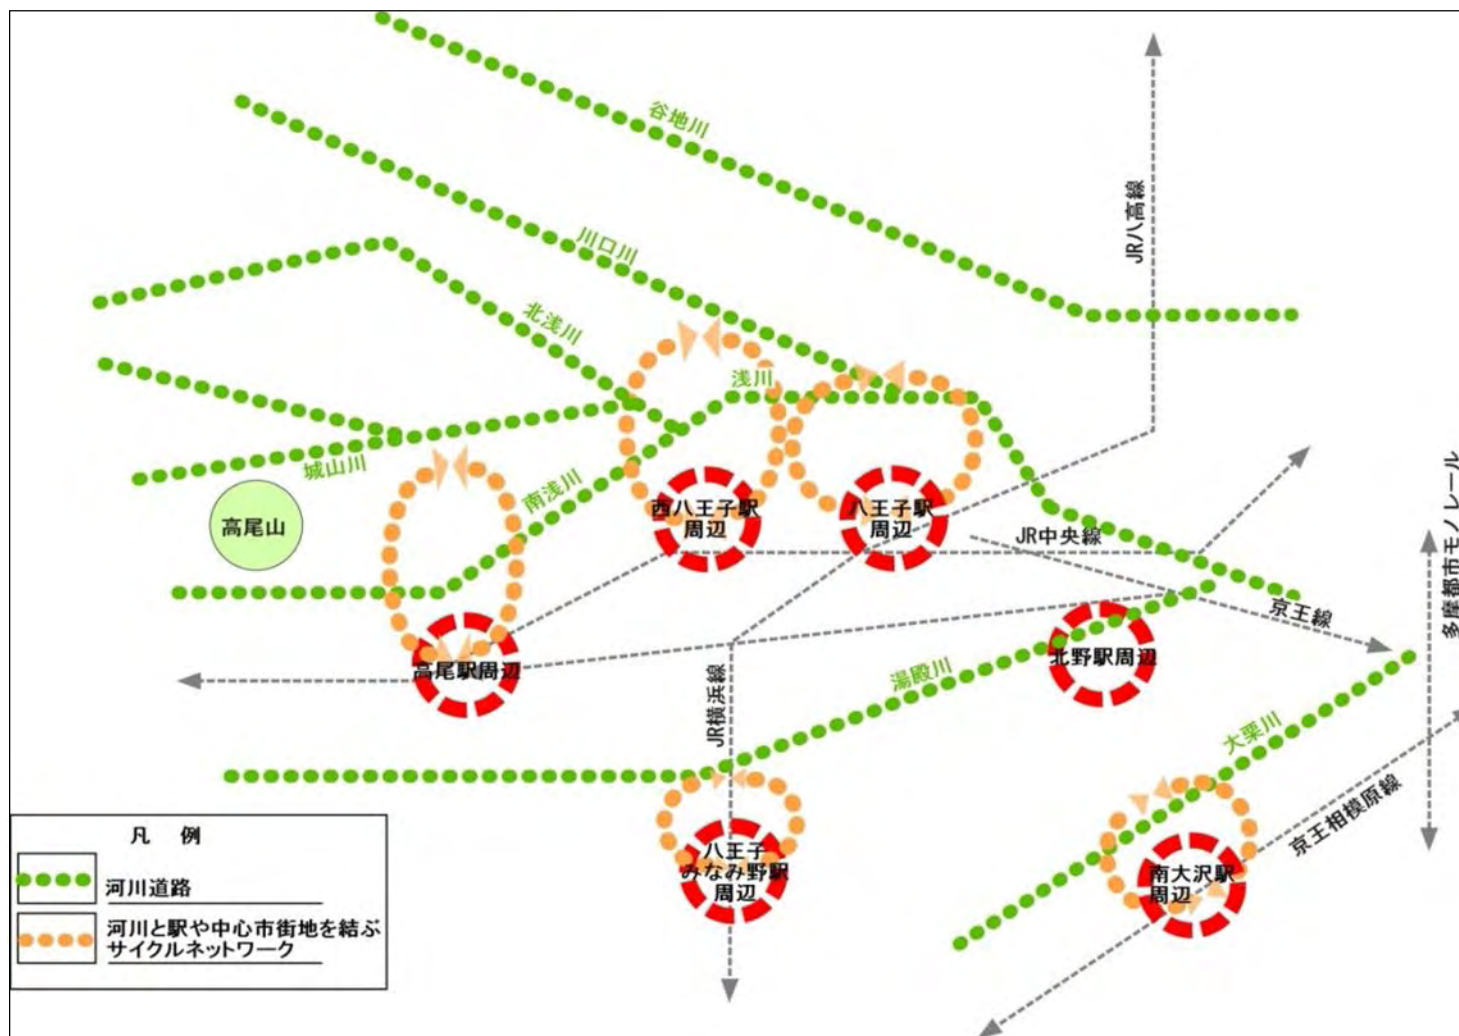 谷地川
JR八高線
川口川
北浅川
浅川
城山川
南浅川
高尾山
西八王子駅
周辺
八王子駅
周辺
JR中央線
多摩都市モノレール
京王線
高尾駅周辺
北野駅周辺
湯殿川
JR横浜線
大栗川
京王相模原線
八王子
みなみ野駅
周辺
南大沢駅
周辺
凡 例
河川道路
河川と駅や中心市街地を結ぶ
サイクルネットワーク